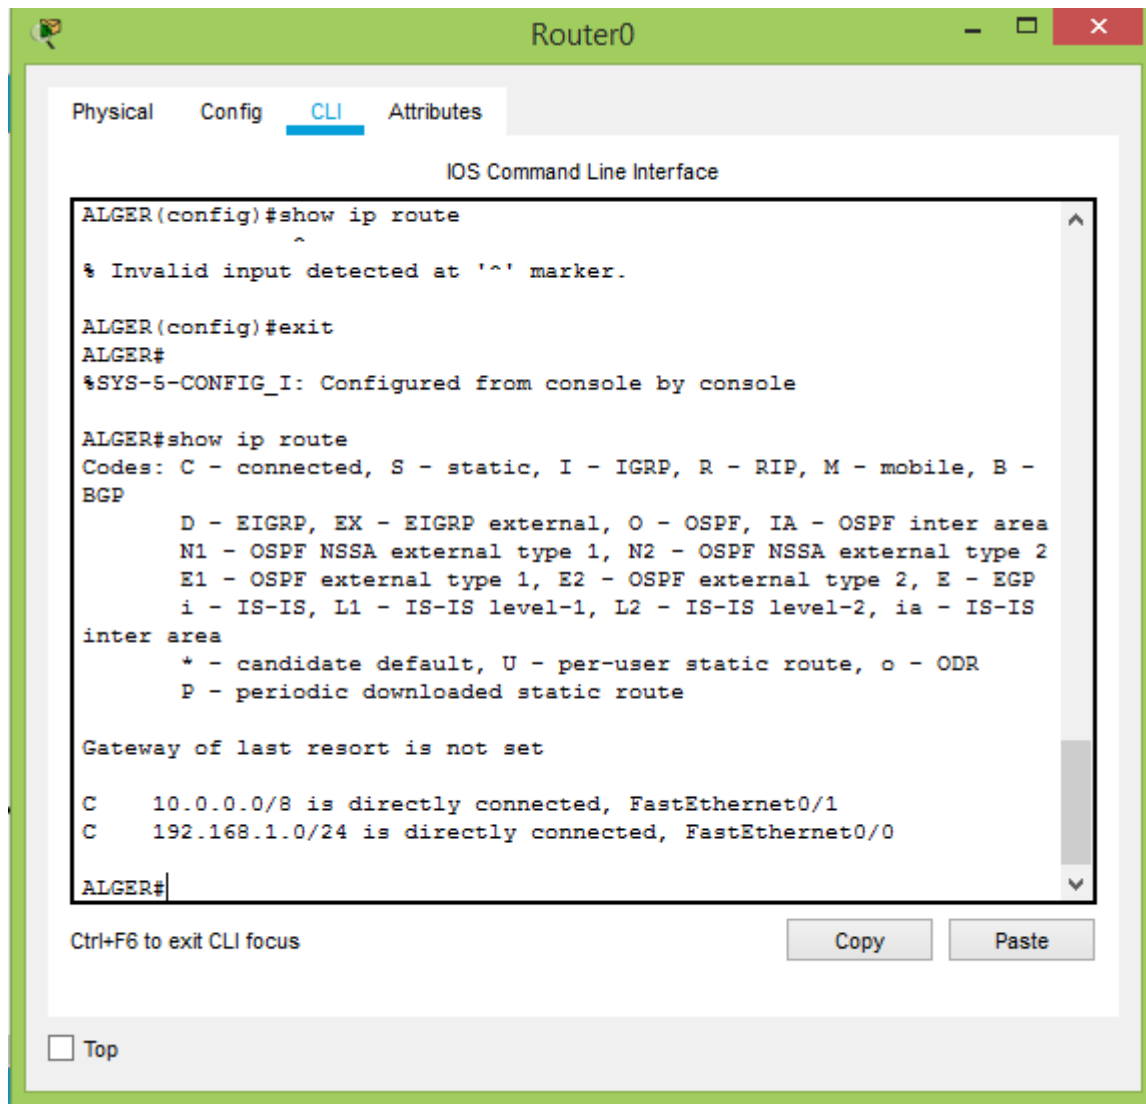 Router0
Physical Config CLI Attributes
IOS Command Line Interface
ALGER(config)#show ip route
^
% Invalid input detected at '^' marker.
ALGER(config)#exit
ALGER#
%SYS-5-CONFIG_I: Configured from console by console
ALGER#show ip route
Codes: C - connected, S - static, I - IGRP, R - RIP, M - mobile, B -
BGP
D - EIGRP, EX - EIGRP external, O - OSPF, IA - OSPF inter area
N1 - OSPF NSSA external type 1, N2 - OSPF NSSA external type 2
E1 - OSPF external type 1, E2 - OSPF external type 2, E - EGP
i - IS-IS, L1 - IS-IS level-1, L2 - IS-IS level-2, ia - IS-IS
inter area
* - candidate default, U - per-user static route, o - ODR
P - periodic downloaded static route
Gateway of last resort is not set
C 10.0.0.0/8 is directly connected, FastEthernet0/1
C 192.168.1.0/24 is directly connected, FastEthernet0/0
ALGER#
Ctrl+F6 to exit CLI focus
Copy Paste
Top